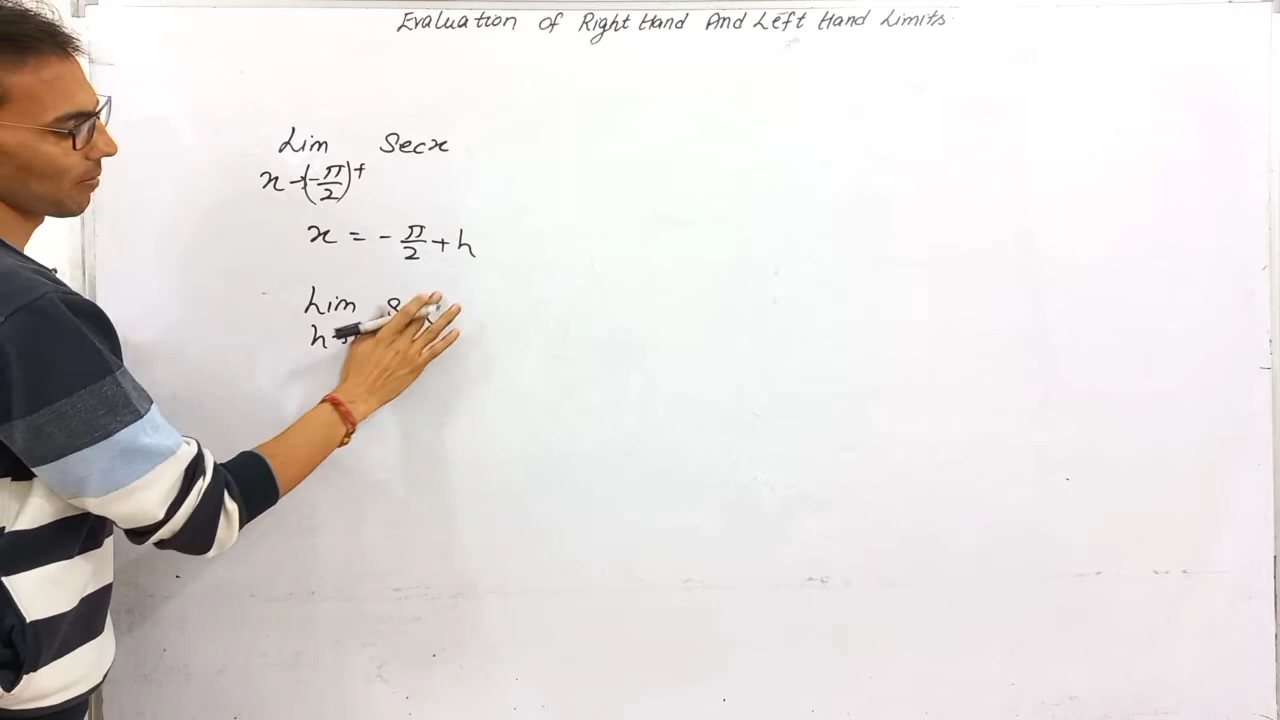 Evaluation of Right Hand And Left Hand Limits.
Lim Secx
x→(-π/2)⁺
x = -π/2 + h
Lim
h→